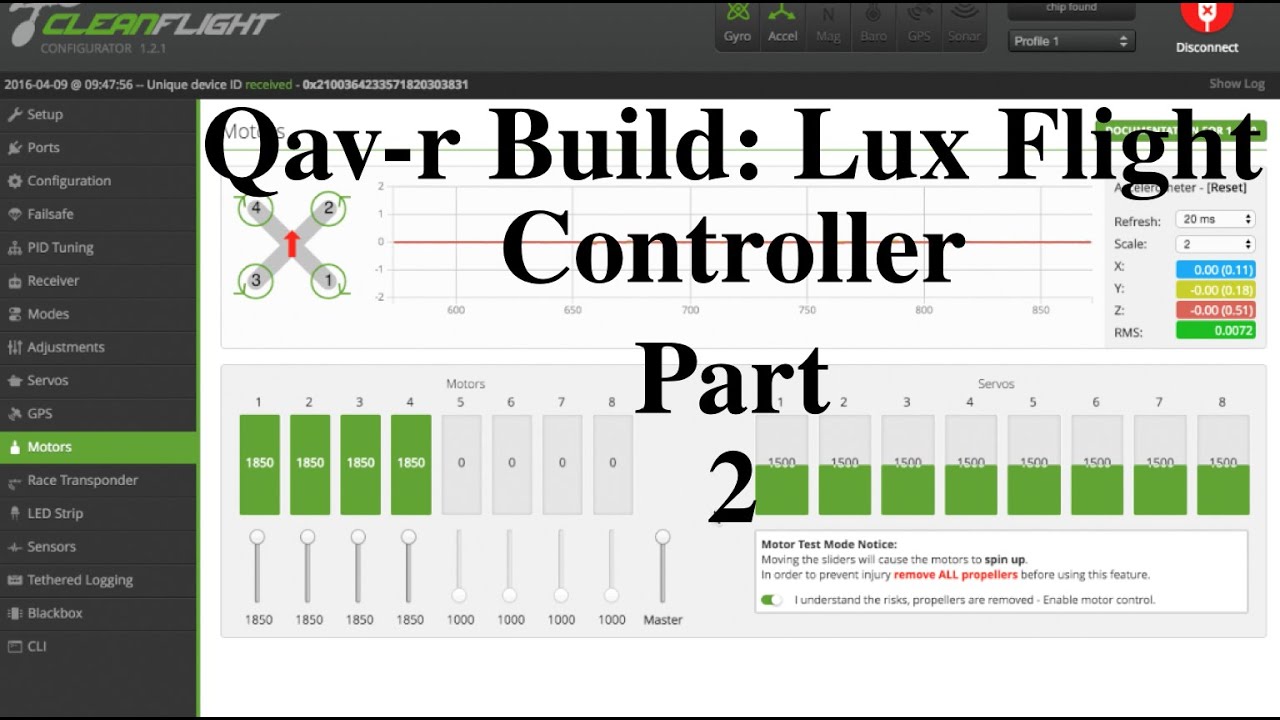 CLEANFLIGHT
CONFIGURATOR 1.2.1
Gyro Accel Mag Baro GPS Sonar
chip found
Profile 1
Disconnect
2016-04-09 @ 09:47:56 -- Unique device ID received - 0x2100364233571820303831
Show Log
Setup
Ports
Configuration
Failsafe
PID Tuning
Receiver
Modes
Adjustments
Servos
GPS
Motors
Race Transponder
LED Strip
Sensors
Tethered Logging
Blackbox
CLI
Motors
DOCUMENTATION FOR
Qav-r Build: Lux Flight
Controller
Part
2
4 2
3 1
2
1
0
-1
-2
600 650 700 750 800 850
Accelerometer - [Reset]
Refresh: 20 ms
Scale: 2
X: 0.00 (0.11)
Y: -0.00 (0.18)
Z: -0.00 (0.51)
RMS: 0.0072
Motors
1 2 3 4 5 6 7 8
1850 1850 1850 1850 0 0 0 0
1850 1850 1850 1850 1000 1000 1000 1000 Master
Servos
1 2 3 4 5 6 7 8
1500 1500 1500 1500 1500 1500 1500 1500
Motor Test Mode Notice:
Moving the sliders will cause the motors to spin up.
In order to prevent injury remove ALL propellers before using this feature.
I understand the risks, propellers are removed - Enable motor control.